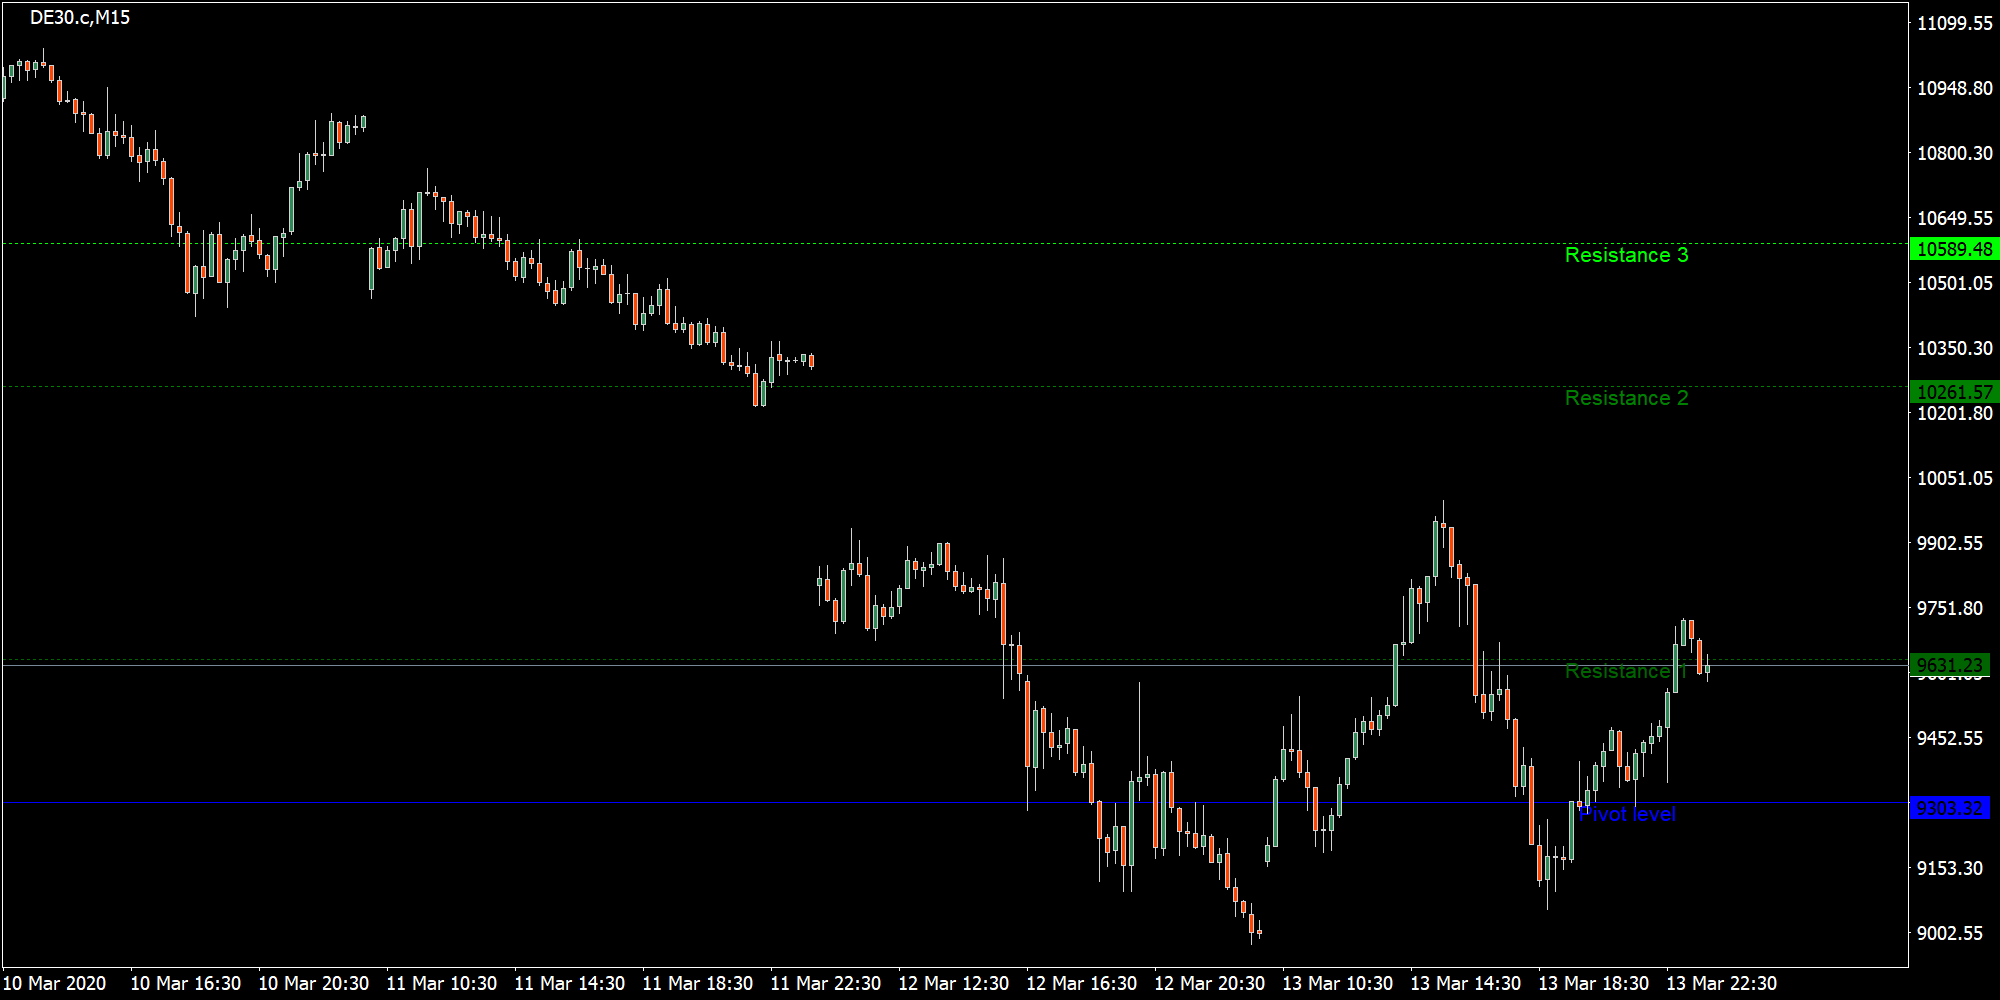 DE30.c,M15
11099.55
10948.80
10800.30
10649.55
Resistance 3
10589.48
10501.05
10350.30
Resistance 2
10261.57
10201.80
10051.05
9902.55
9751.80
Resistance 1
9631.23
9452.55
Pivot level
9303.32
9153.30
9002.55
10 Mar 2020
10 Mar 16:30
10 Mar 20:30
11 Mar 10:30
11 Mar 14:30
11 Mar 18:30
11 Mar 22:30
12 Mar 12:30
12 Mar 16:30
12 Mar 20:30
13 Mar 10:30
13 Mar 14:30
13 Mar 18:30
13 Mar 22:30